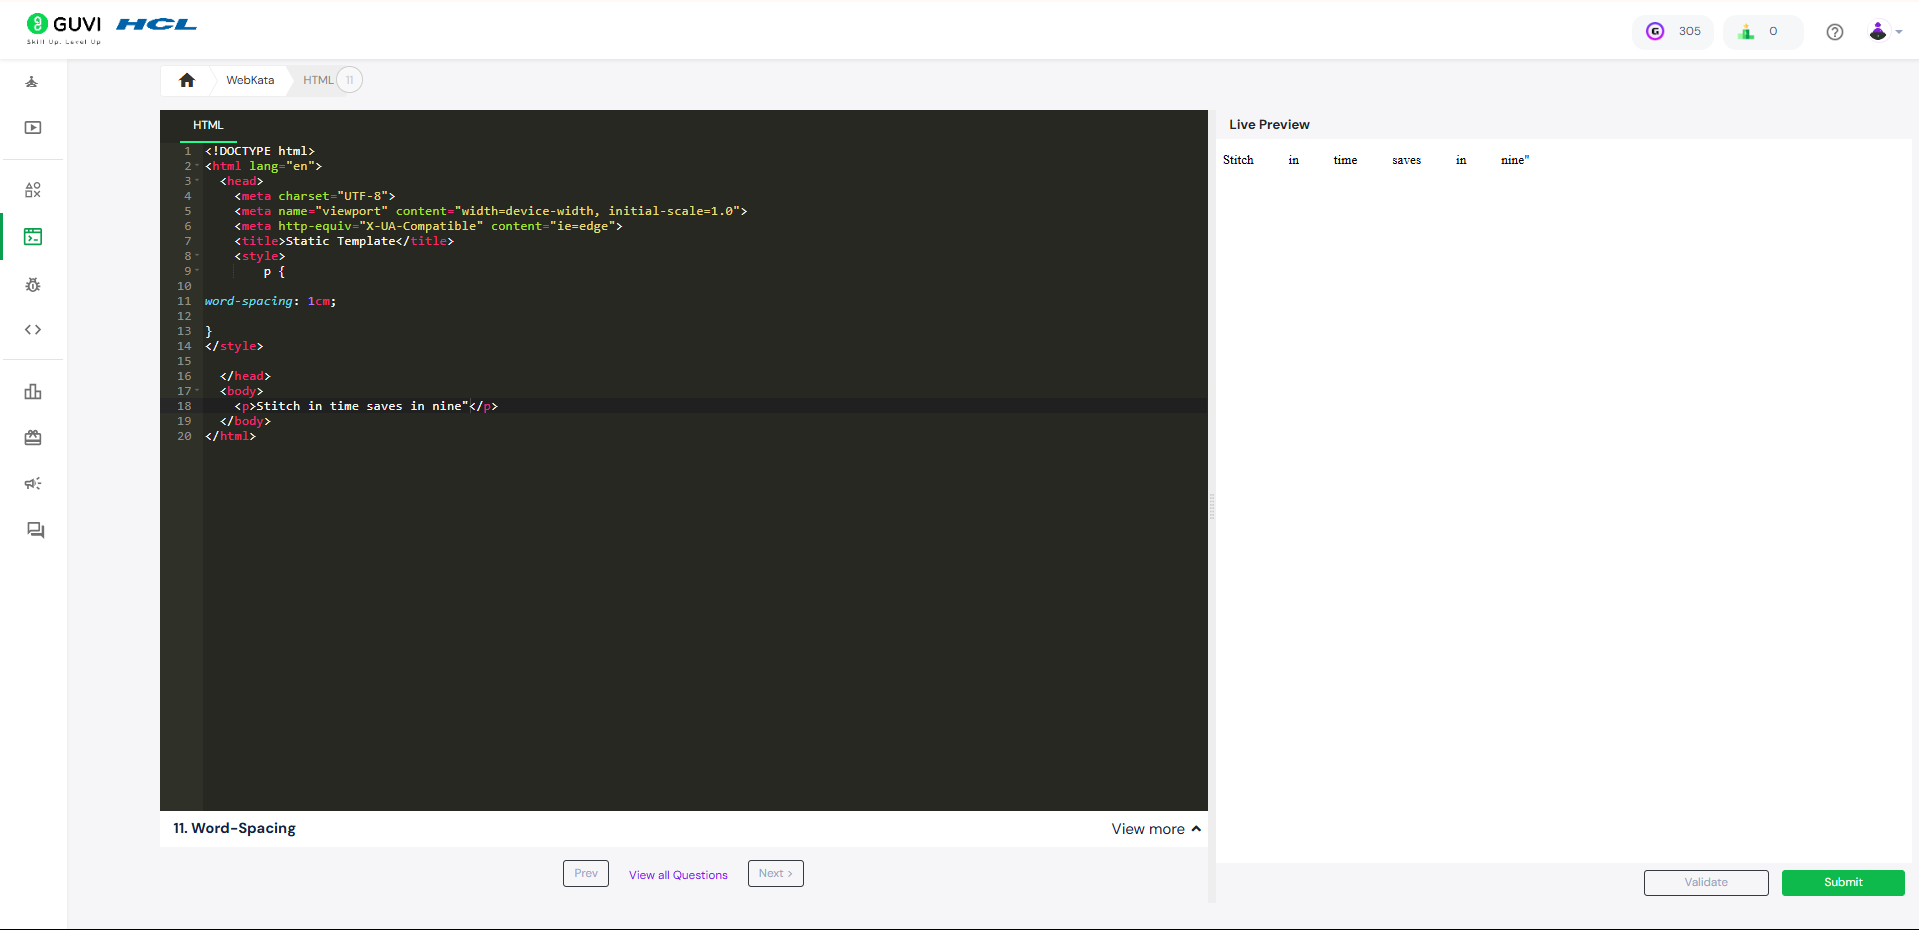 GUVI HCL
Skill Up. Level Up
305
0
WebKata
HTML
11
HTML
1 <!DOCTYPE html>
2 <html lang="en">
3 <head>
4 <meta charset="UTF-8">
5 <meta name="viewport" content="width=device-width, initial-scale=1.0">
6 <meta http-equiv="X-UA-Compatible" content="ie=edge">
7 <title>Static Template</title>
8 <style>
9 p {
10
11 word-spacing: 1cm;
12
13 }
14 </style>
15
16 </head>
17 <body>
18 <p>Stitch in time saves in nine"</p>
19 </body>
20 </html>
Live Preview
Stitch in time saves in nine"
11. Word-Spacing
View more
Prev
View all Questions
Next >
Validate
Submit